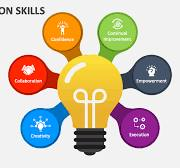 ON SKILLS
Confidence
Continual
Improvement
Collaboration
Empowerment
Creativity
Execution